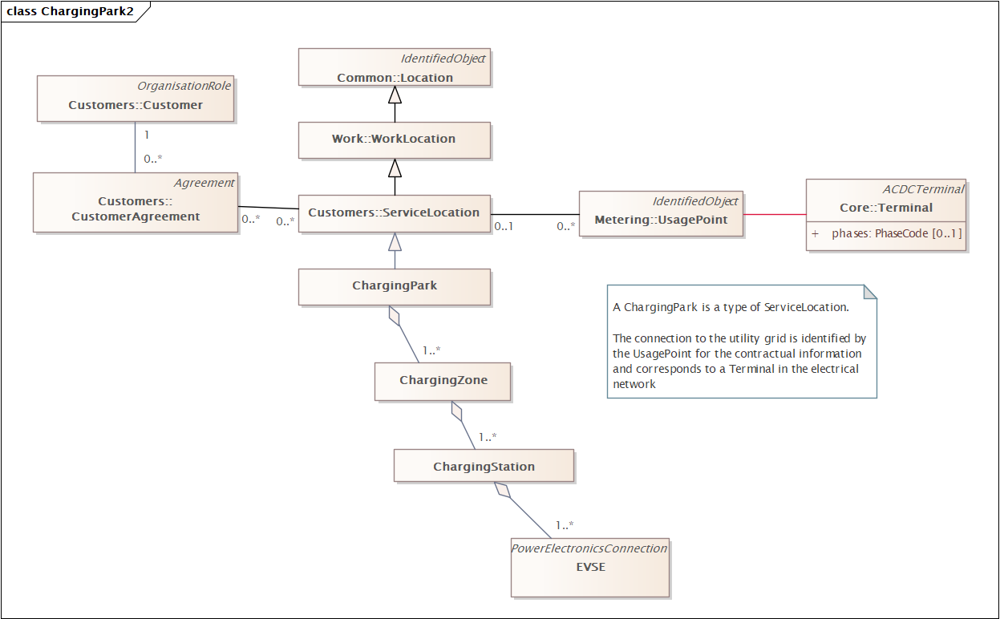 class ChargingPark2
IdentifiedObject
Common::Location
OrganisationRole
Customers::Customer
1
0..*
Work::WorkLocation
Agreement
Customers::
CustomerAgreement
0..*
0..*
Customers::ServiceLocation
0..1
0..*
IdentifiedObject
Metering::UsagePoint
ACDCTerminal
Core::Terminal
+ phases: PhaseCode [0..1]
ChargingPark
A ChargingPark is a type of ServiceLocation.
The connection to the utility grid is identified by
the UsagePoint for the contractual information
and corresponds to a Terminal in the electrical
network
1..*
ChargingZone
1..*
ChargingStation
1..*
PowerElectronicsConnection
EVSE